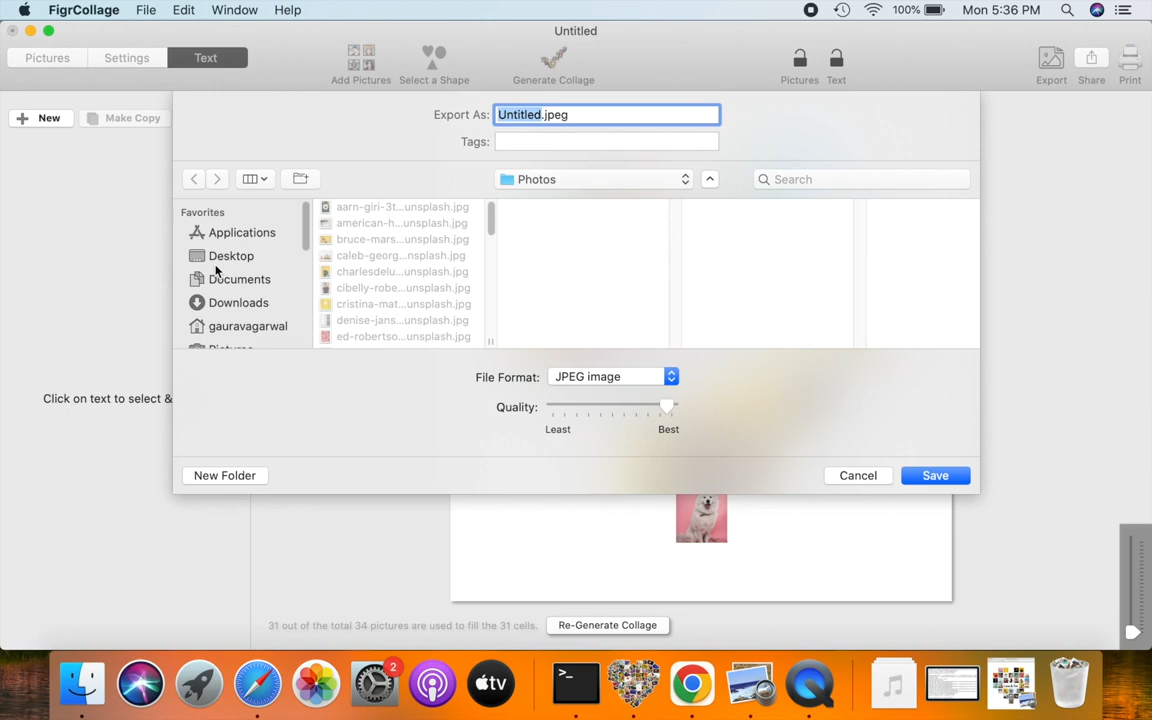 FigrCollage File Edit Window Help 100% Mon 5:36 PM
Untitled
Pictures Settings Text Add Pictures Select a Shape Generate Collage Pictures Text Export Share Print
New Make Copy
Export As: Untitled.jpeg
Tags:
Photos Search
Favorites
Applications
Desktop
Documents
Downloads
gauravagarwal
aarn-giri-3t...unsplash.jpg
american-h...unsplash.jpg
bruce-mars...unsplash.jpg
caleb-georg...nsplash.jpg
charlesdelu...unsplash.jpg
cibelly-robe...unsplash.jpg
cristina-mat...unsplash.jpg
denise-jans...unsplash.jpg
ed-robertso...unsplash.jpg
Click on text to select &
File Format: JPEG image
Quality:
Least Best
New Folder Cancel Save
31 out of the total 34 pictures are used to fill the 31 cells. Re-Generate Collage
2
tv